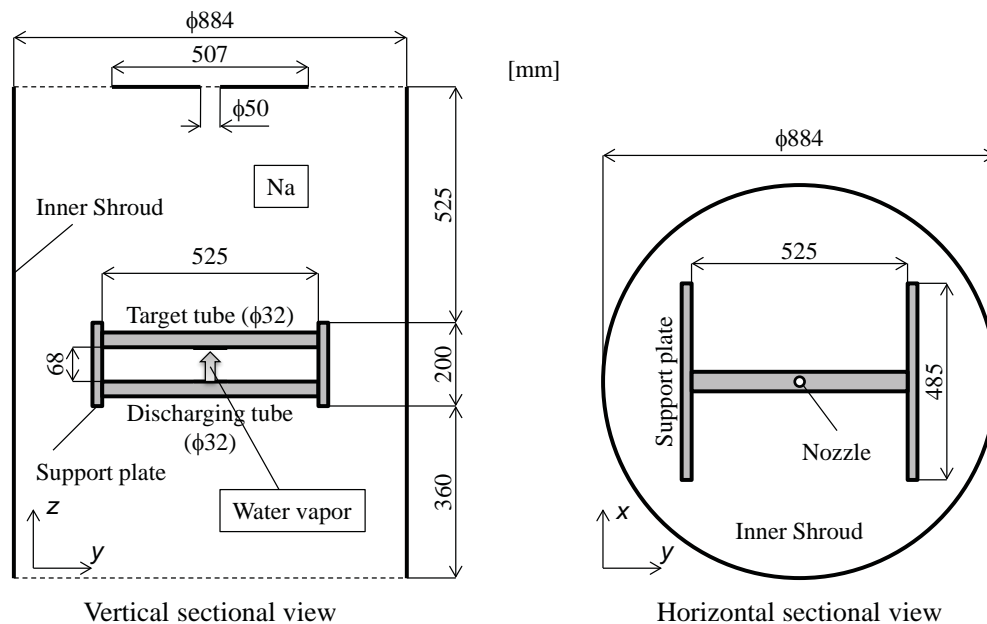 ϕ884
507
[mm]
ϕ50
ϕ884
Na
525
Inner Shroud
525
525
Target tube (ϕ32)
68
200
Support plate
485
Discharging tube
(ϕ32)
Nozzle
Support plate
360
Water vapor
z
y
x
y
Inner Shroud
Vertical sectional view
Horizontal sectional view